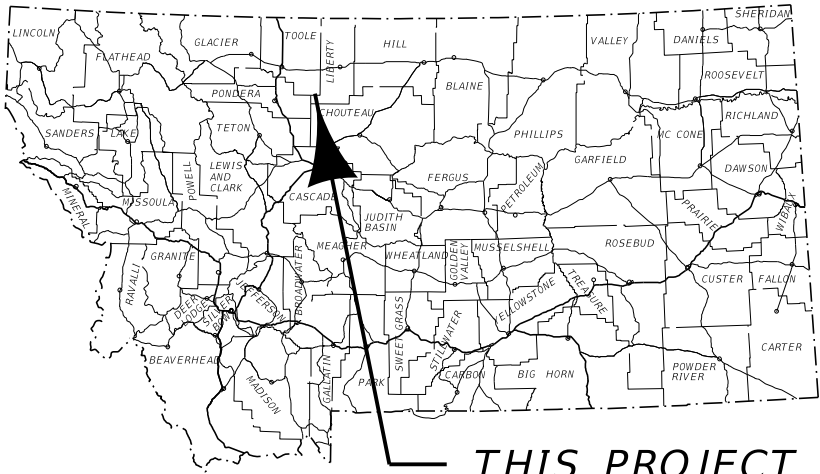 SHERIDAN
LINCOLN
GLACIER
TOOLE
LIBERTY
HILL
VALLEY
DANIELS
FLATHEAD
BLAINE
ROOSEVELT
PONDERA
CHOUTEAU
RICHLAND
SANDERS
LAKE
TETON
PHILLIPS
MC CONE
GARFIELD
DAWSON
LEWIS
AND
CLARK
POWELL
FERGUS
PETROLEUM
MINERAL
MISSOULA
CASCADE
JUDITH
BASIN
PRAIRIE
WIBAUX
GRANITE
MEAGHER
WHEATLAND
GOLDEN
VALLEY
MUSSELSHELL
ROSEBUD
RAVALLI
BROADWATER
CUSTER
FALLON
DEER
LODGE
SILVER
BOW
JEFFERSON
SWEET GRASS
STILLWATER
YELLOWSTONE
TREASURE
CARTER
BEAVERHEAD
MADISON
GALLATIN
PARK
CARBON
BIG HORN
POWDER
RIVER
THIS PROJECT